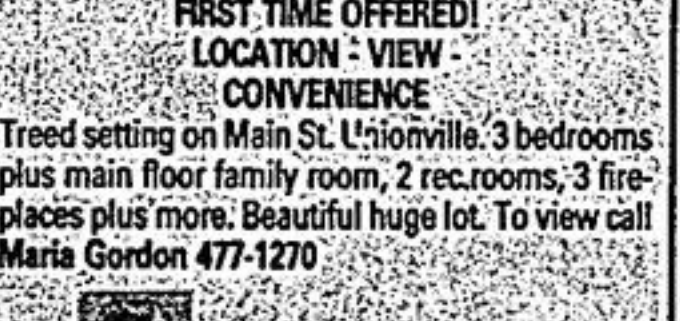 FIRST TIME OFFERED!
LOCATION - VIEW -
CONVENIENCE
Treed setting on Main St. Unionville. 3 bedrooms
plus main floor family room, 2 rec.rooms, 3 fire-
places plus more. Beautiful huge lot. To view call
Maria Gordon 477-1270